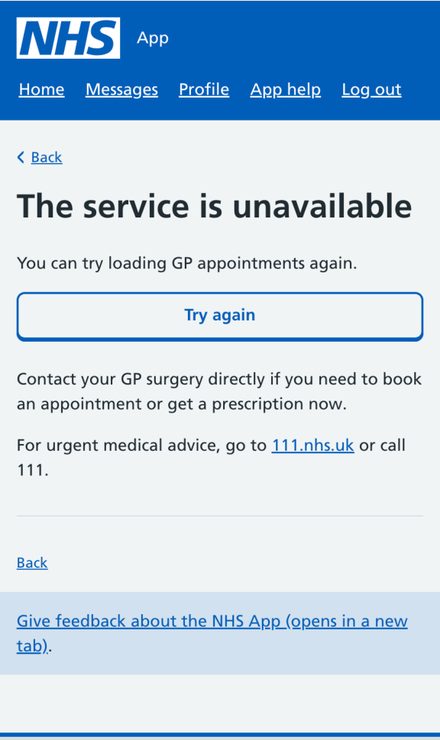 NHS App
Home Messages Profile App help Log out
Back
The service is unavailable
You can try loading GP appointments again.
Try again
Contact your GP surgery directly if you need to book
an appointment or get a prescription now.
For urgent medical advice, go to 111.nhs.uk or call
111.
Back
Give feedback about the NHS App (opens in a new
tab).